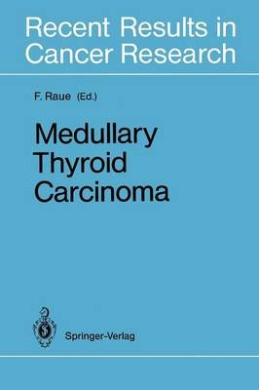 Recent Results in
Cancer Research
F. Raue (Ed.)
Medullary
Thyroid
Carcinoma
Springer-Verlag